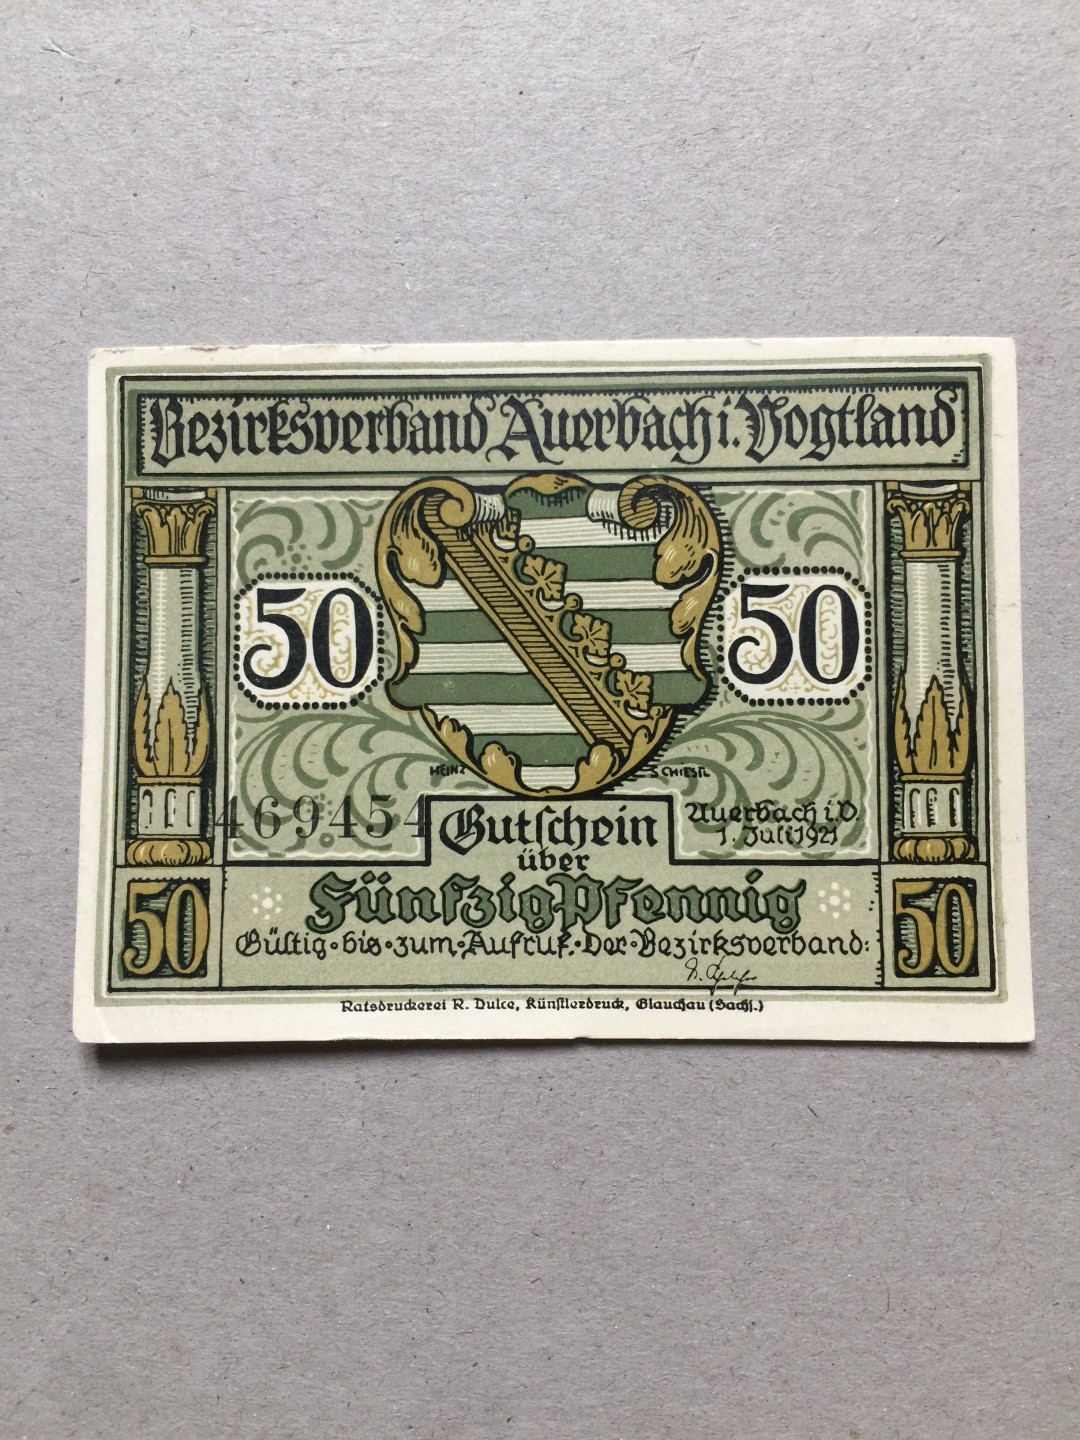 Bezirksverband Auerbach i. Vogtland
50 50
HEINZ SCHIESTL
469454
Gutschein
über
Auerbach i.V.
1. Juli 1921
Fünfzig Pfennig
50 50
Gültig·bis·zum·Aufruf.·Der·Bezirksverband:
Ratsdruckerei R. Dulce, Künstlerdruck, Glauchau (Sachs.)